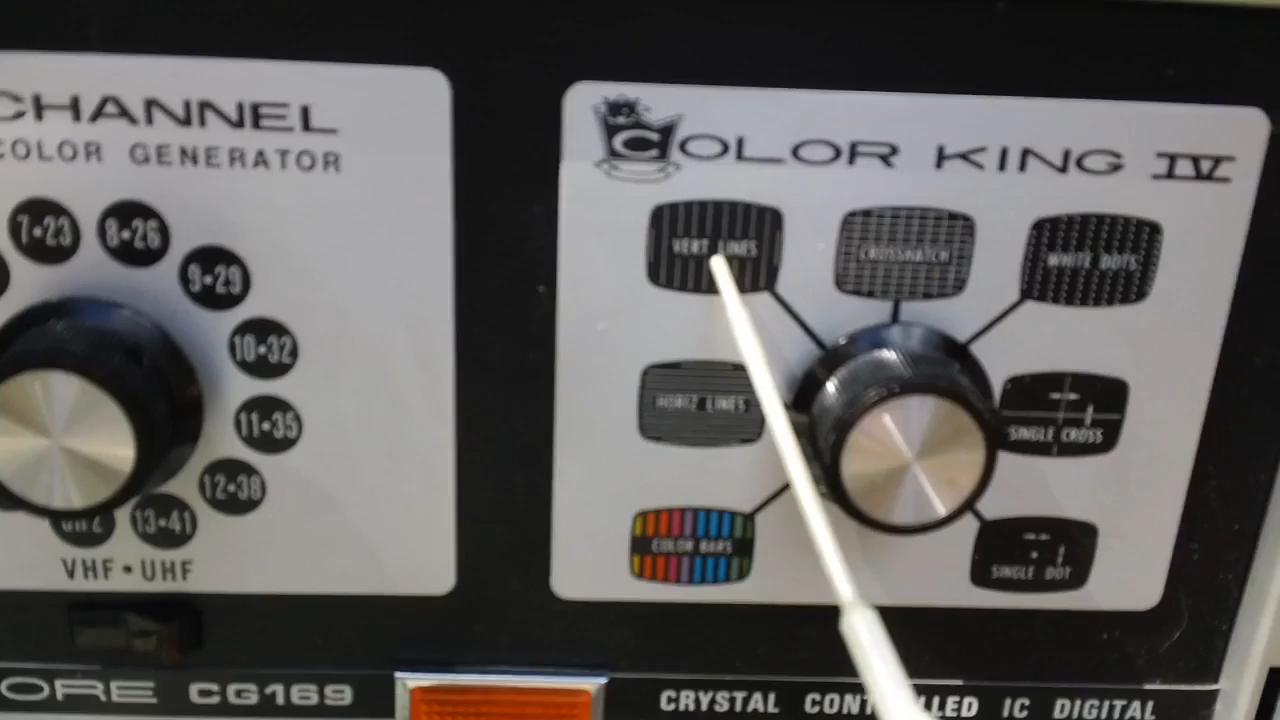 CHANNEL
COLOR GENERATOR
7•23
8•26
9•29
10•32
11•35
12•38
13•41
VHF•UHF
COLOR KING IV
VERT LINES
CROSSHATCH
WHITE DOTS
HORIZ LINES
SINGLE CROSS
COLOR BARS
SINGLE DOT
ORE CG169
CRYSTAL CONTROLLED IC DIGITAL